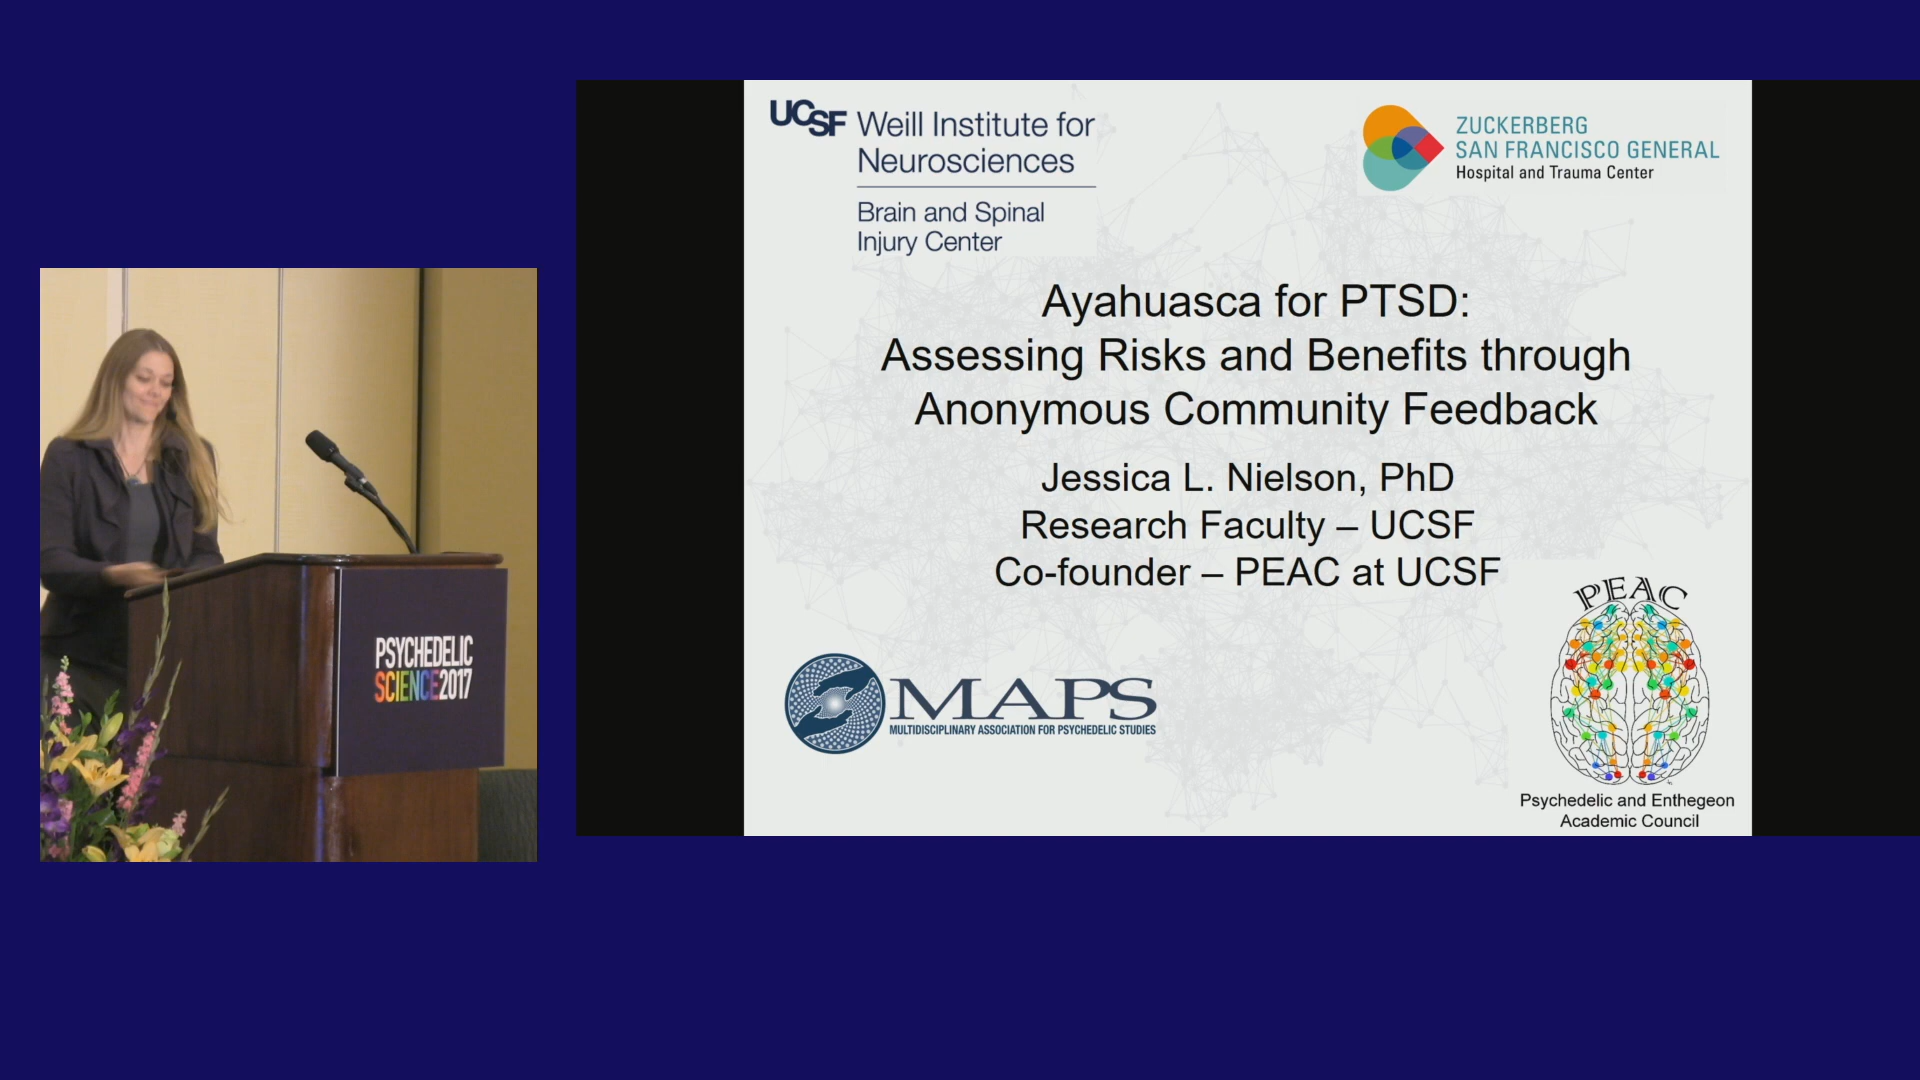 PSYCHEDELIC
SCIENCE2017
UCSF Weill Institute for
Neurosciences
Brain and Spinal
Injury Center
ZUCKERBERG
SAN FRANCISCO GENERAL
Hospital and Trauma Center
Ayahuasca for PTSD:
Assessing Risks and Benefits through
Anonymous Community Feedback
Jessica L. Nielson, PhD
Research Faculty – UCSF
Co-founder – PEAC at UCSF
MAPS
MULTIDISCIPLINARY ASSOCIATION FOR PSYCHEDELIC STUDIES
PEAC
Psychedelic and Enthegeon
Academic Council